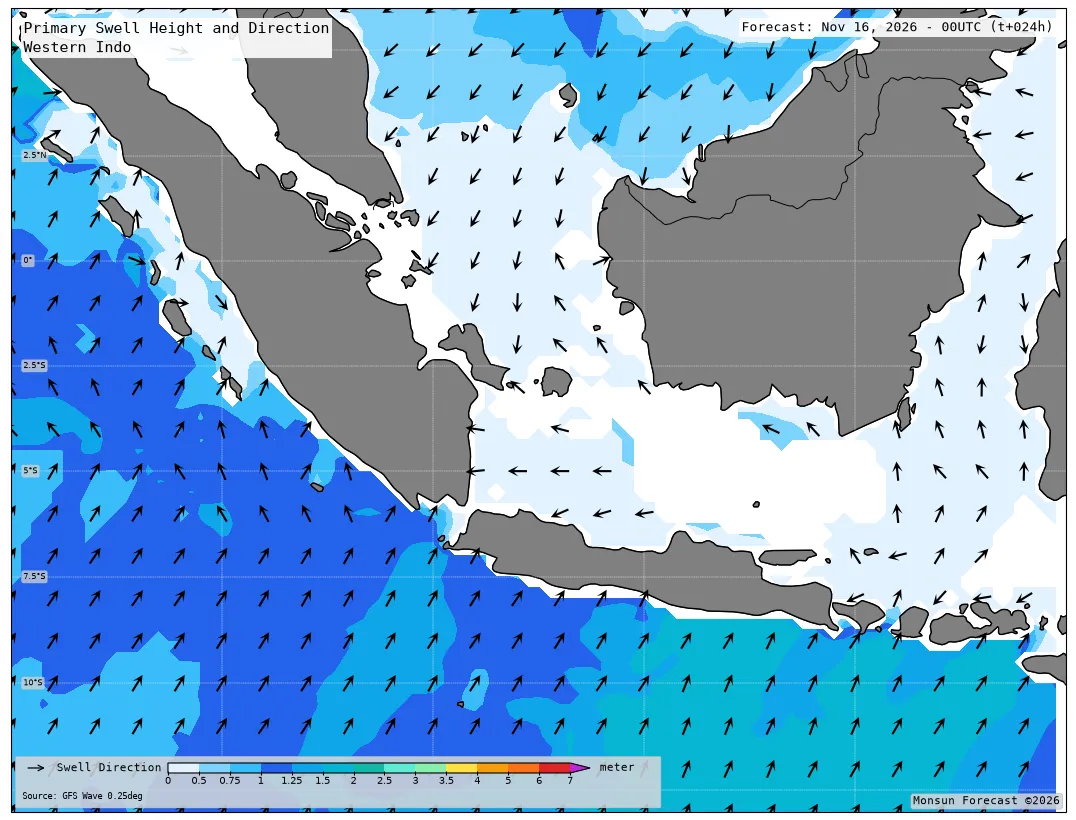 Primary Swell Height and Direction
Western Indo
Forecast: Nov 16, 2026 - 00UTC (t+024h)
2.5°N
0°
2.5°S
5°S
7.5°S
10°S
Swell Direction
0 0.5 0.75 1 1.25 1.5 2 2.5 3 3.5 4 5 6 7
meter
Source: GFS Wave 0.25deg
Monsun Forecast ©2026